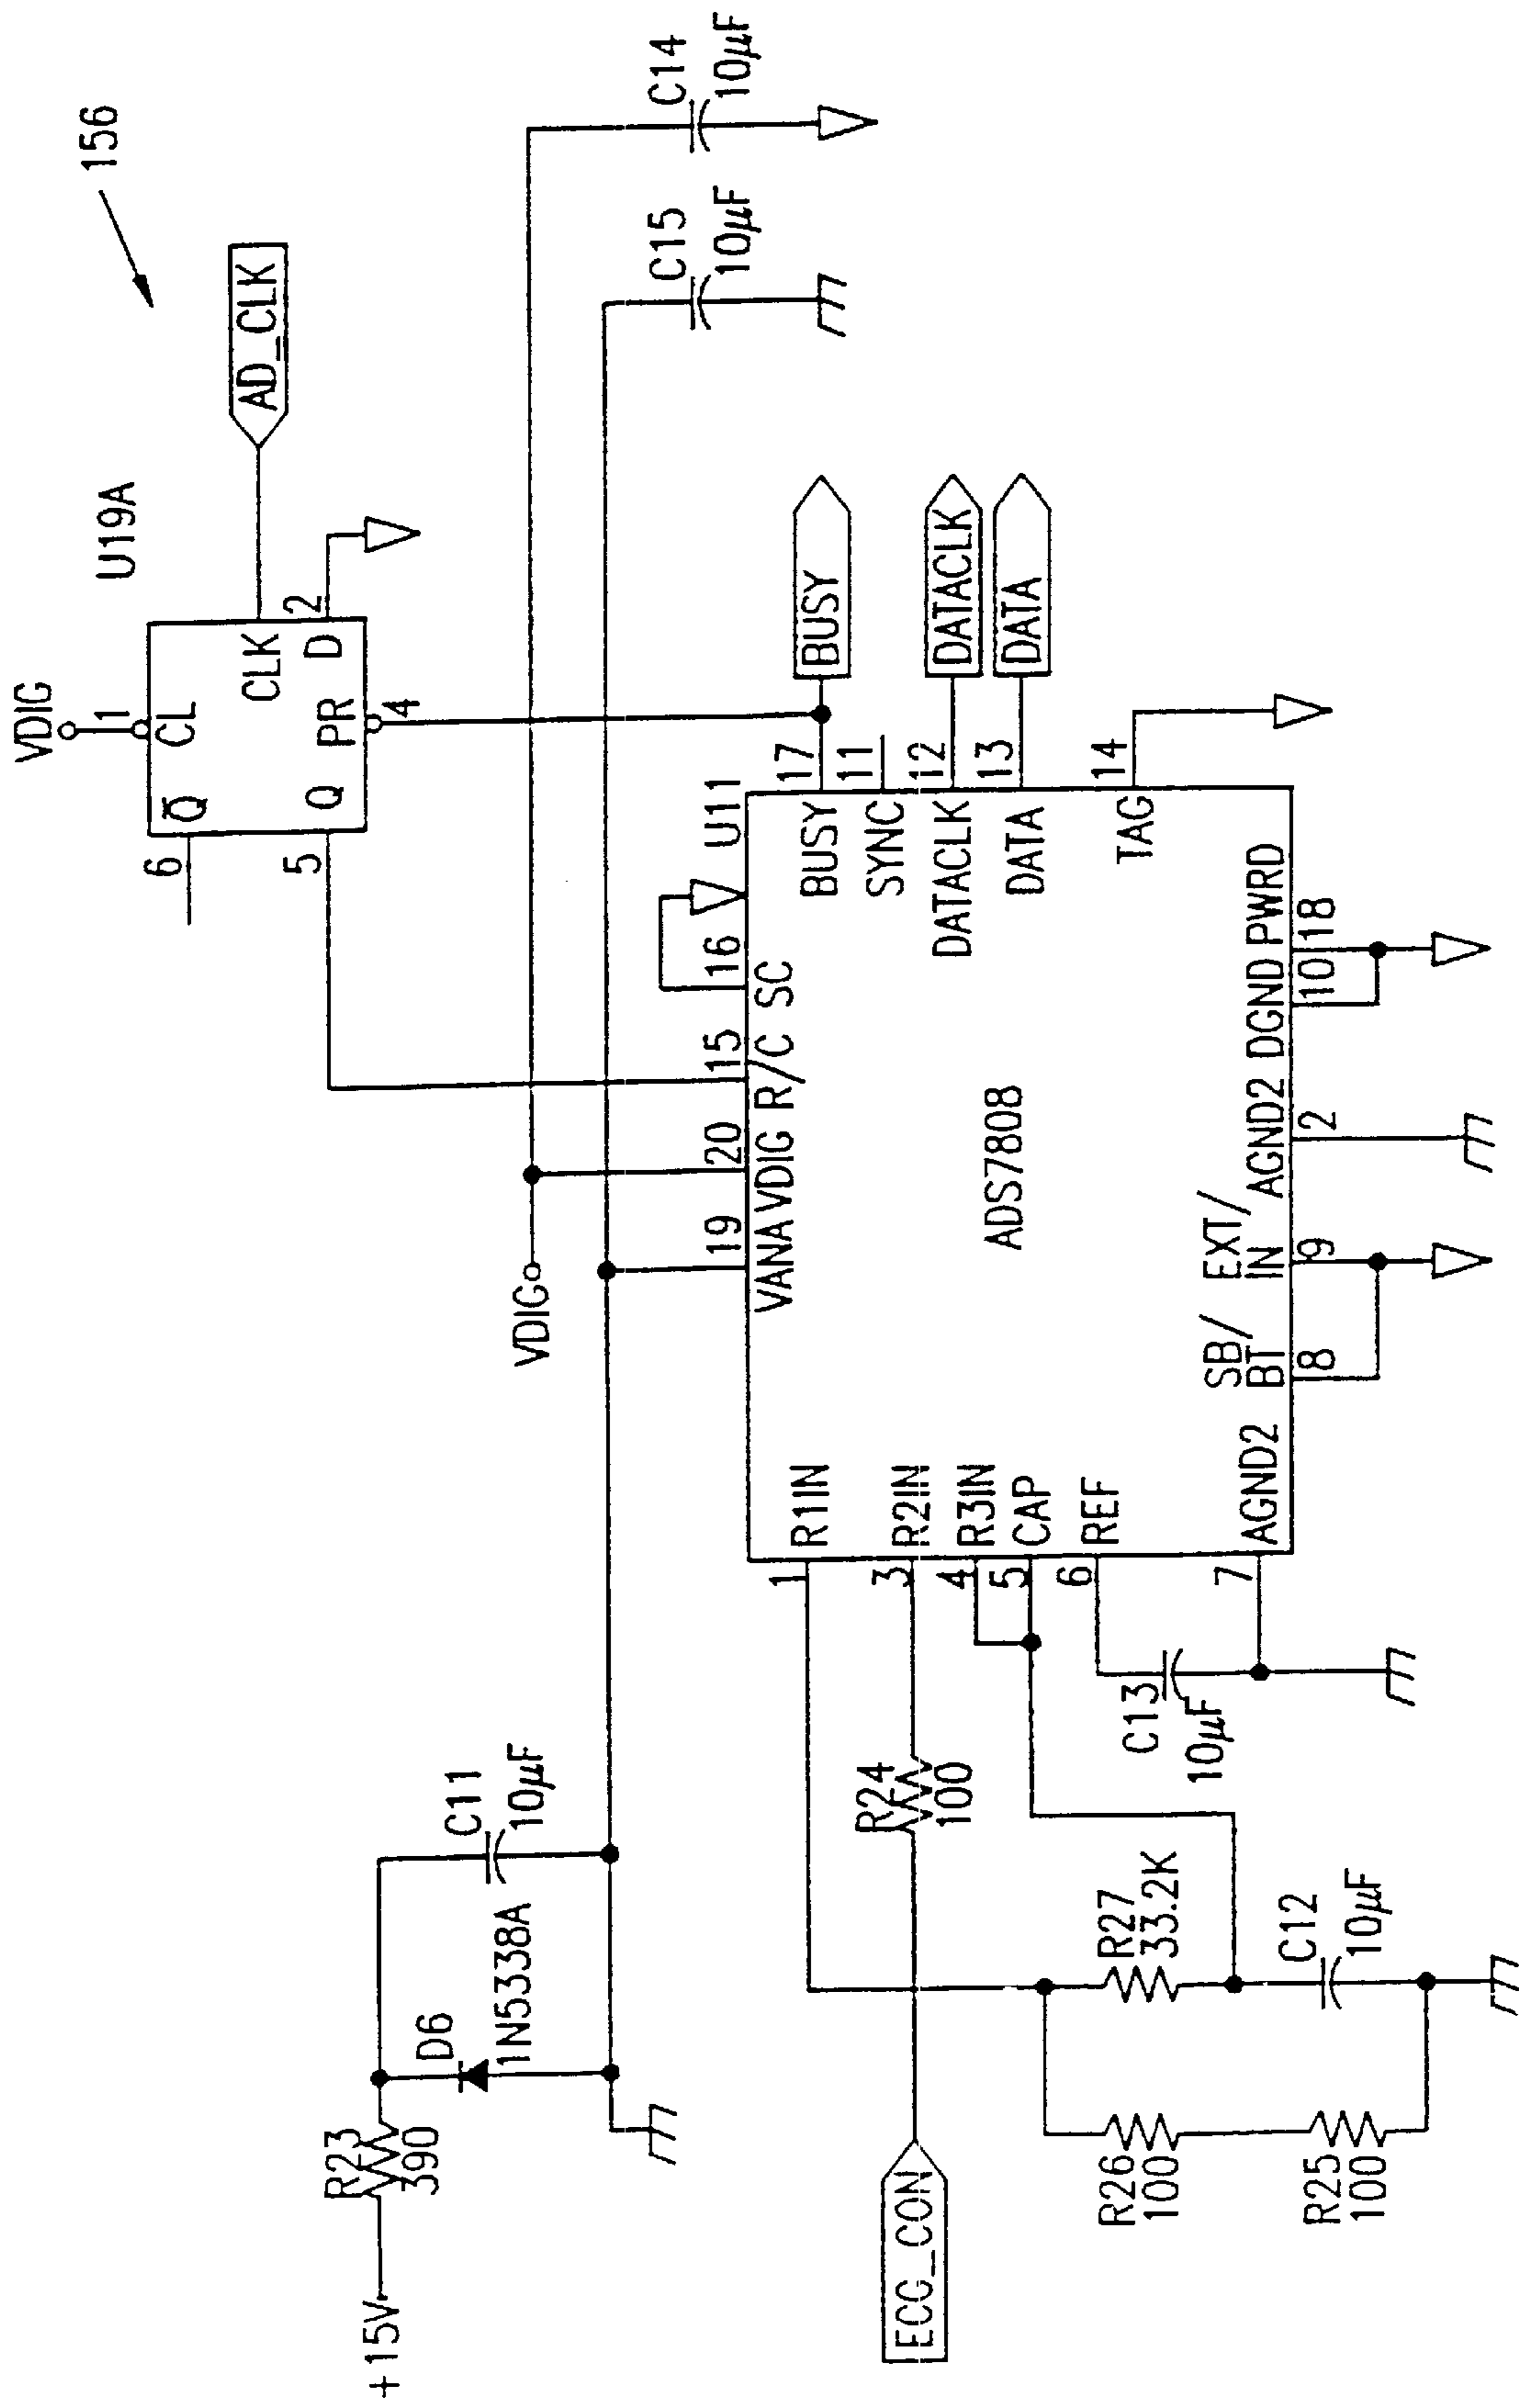 156
VDIG
1
U19A
CL
Q
6
CLK
AD_CLK
Q
5
PR
4
D
2
+15V
R23
390
D6
1N5338A
C11
10µF
VDIG
C15
10µF
C14
10µF
19
20
15
16
U11
VANA
VDIG
R/C
SC
ADS7808
R1IN
1
R2IN
3
R3IN
4
CAP
5
REF
6
AGND2
7
BUSY
17
BUSY
SYNC
11
DATACLK
12
DATACLK
DATA
13
DATA
TAG
14
SB/
BT
8
EXT/
IN
9
AGND2
2
DGND
10
PWRD
18
ECG_CON
R24
100
R27
33.2K
C12
10µF
C13
10µF
R26
100
R25
100